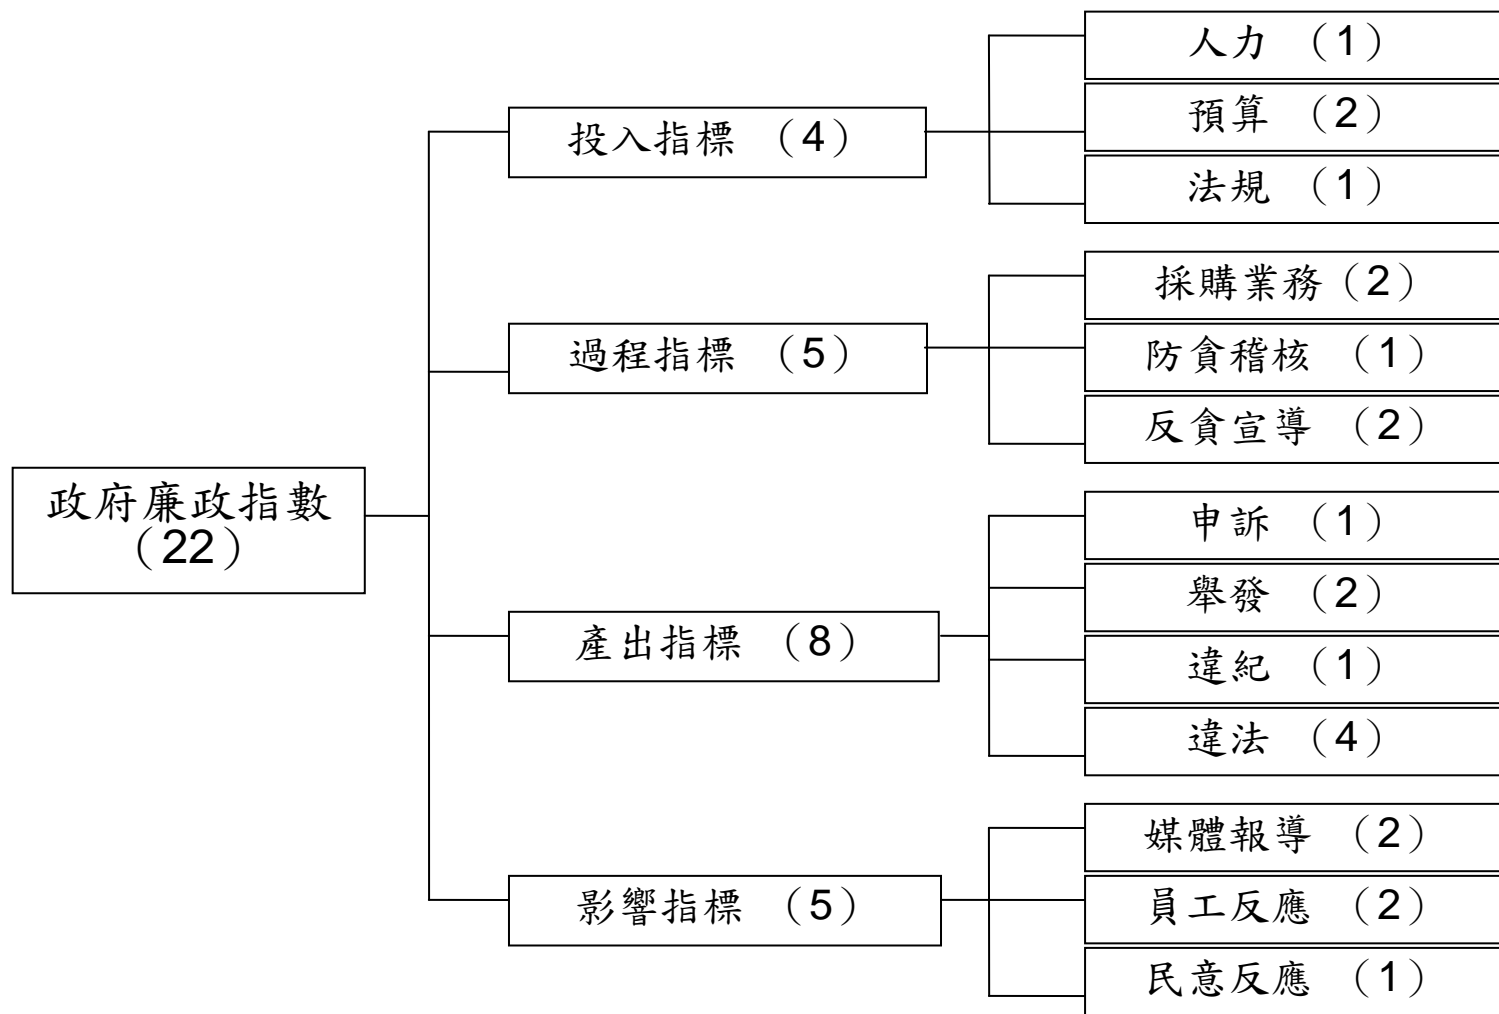 人力 （1）
投入指標 （4）
預算 （2）
法規 （1）
採購業務（2）
過程指標 （5）
防貪稽核 （1）
反貪宣導 （2）
政府廉政指數
（22）
申訴 （1）
舉發 （2）
產出指標 （8）
違紀 （1）
違法 （4）
媒體報導 （2）
影響指標 （5）
員工反應 （2）
民意反應 （1）